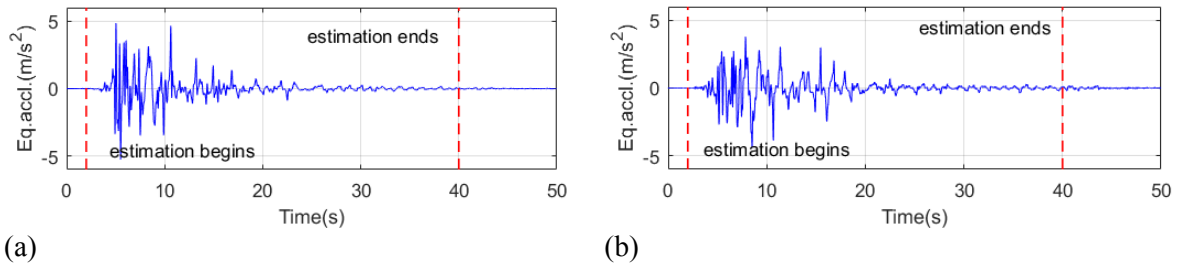 Eq.accl.(m/s²)
5
0
-5
estimation ends
estimation begins
0 10 20 30 40 50
Time(s)
(a)
Eq.accl.(m/s²)
5
0
-5
estimation ends
estimation begins
0 10 20 30 40 50
Time(s)
(b)